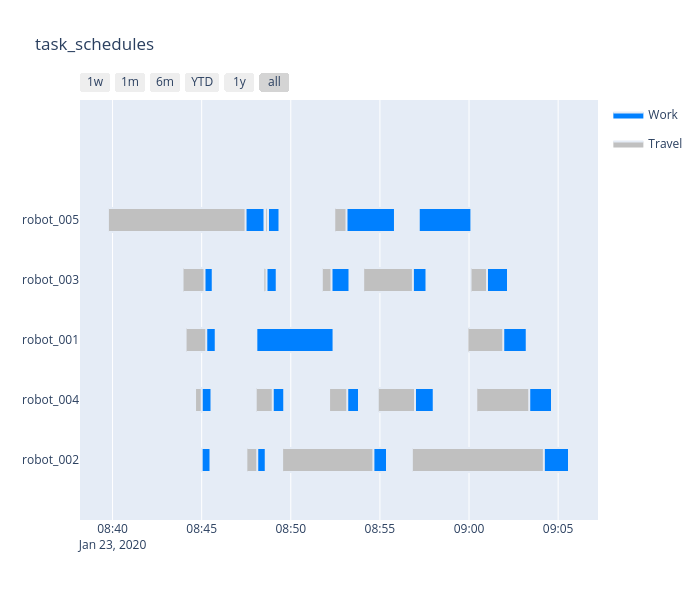 task_schedules
1w 1m 6m YTD 1y all
Work
Travel
robot_005
robot_003
robot_001
robot_004
robot_002
08:40 08:45 08:50 08:55 09:00 09:05
Jan 23, 2020